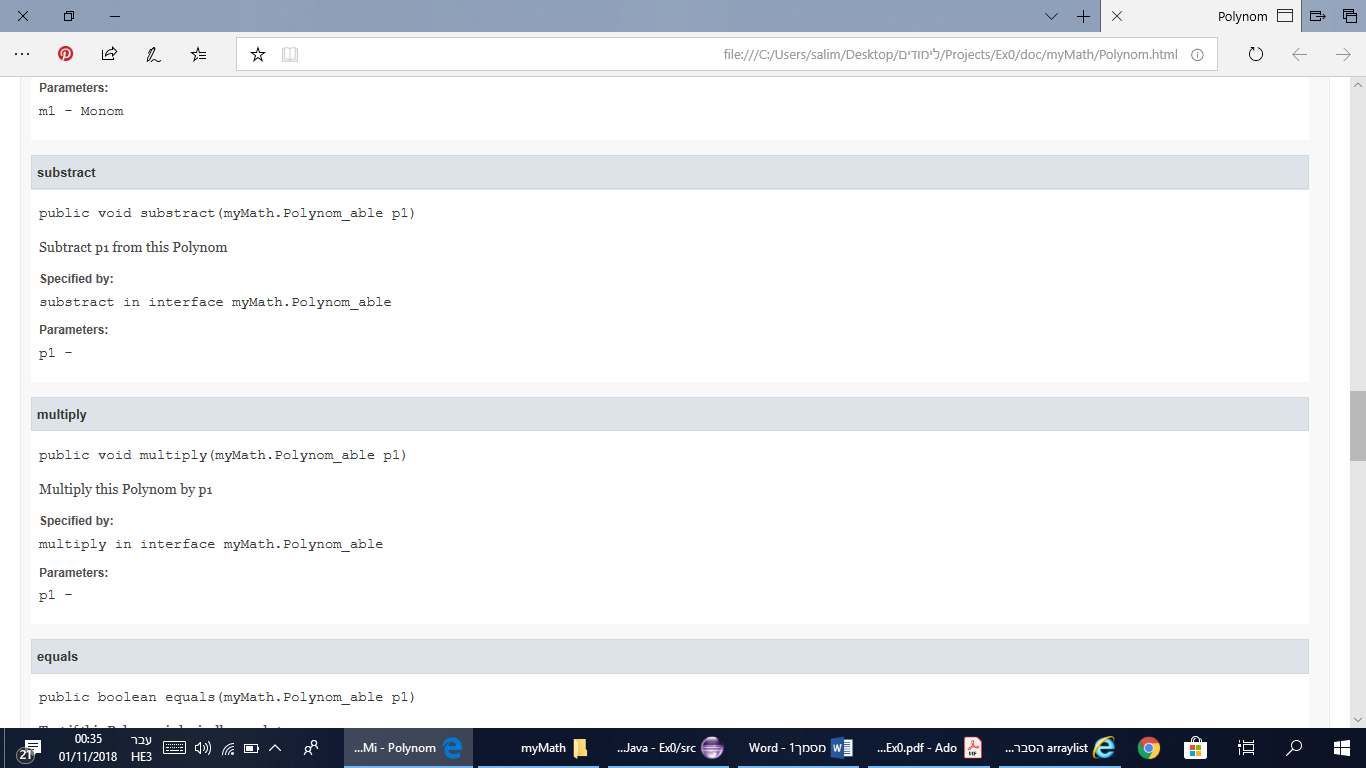 Polynom
file:///C:/Users/salim/Desktop/לימודים/Projects/Ex0/doc/myMath/Polynom.html
Parameters:
m1 - Monom
substract
public void substract(myMath.Polynom_able p1)
Subtract p1 from this Polynom
Specified by:
substract in interface myMath.Polynom_able
Parameters:
p1 -
multiply
public void multiply(myMath.Polynom_able p1)
Multiply this Polynom by p1
Specified by:
multiply in interface myMath.Polynom_able
Parameters:
p1 -
equals
public boolean equals(myMath.Polynom_able p1)
21
00:35
01/11/2018
עבר
HE3
...Mi - Polynom
myMath
...Java - Ex0/src
Word - מסמך1
...Ex0.pdf - Ado
...הסבר arraylist